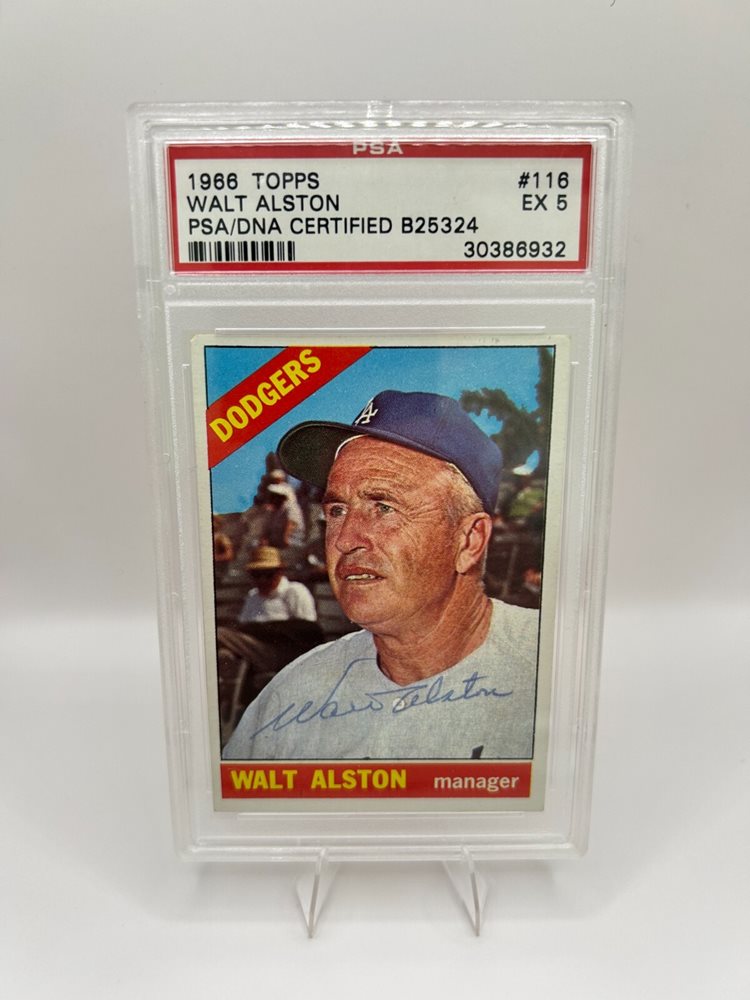 PSA
1966 TOPPS #116
WALT ALSTON EX 5
PSA/DNA CERTIFIED B25324
30386932
DODGERS
LA
Walt Alston
WALT ALSTON manager